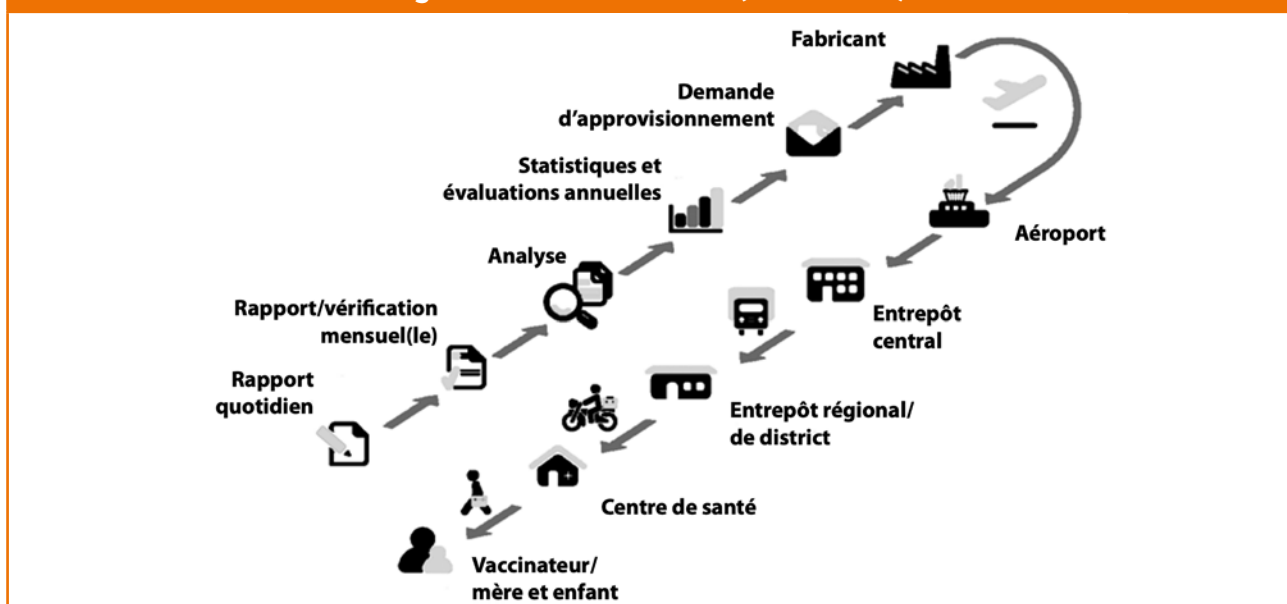 Fabricant
Demande
d’approvisionnement
Statistiques et
évaluations annuelles
Analyse
Rapport/vérification
mensuel(le)
Rapport
quotidien
Aéroport
Entrepôt
central
Entrepôt régional/
de district
Centre de santé
Vaccinateur/
mère et enfant